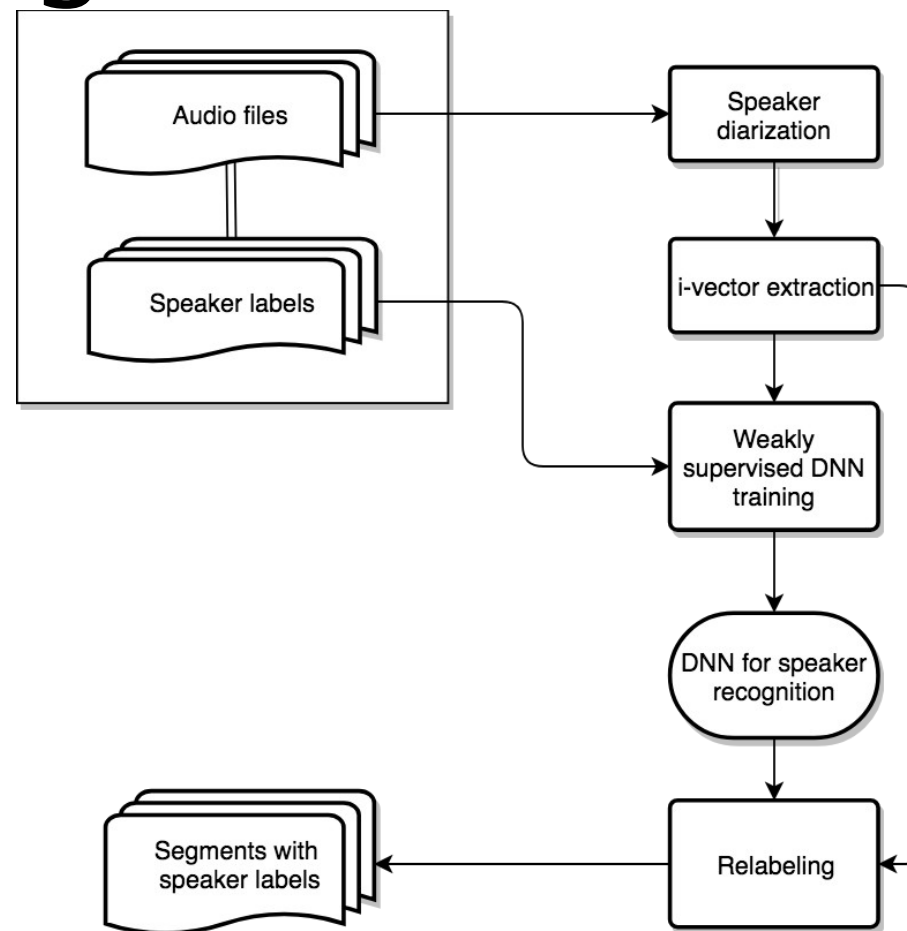 Audio files
Speaker
diarization
Speaker labels
i-vector extraction
Weakly
supervised DNN
training
DNN for speaker
recognition
Segments with
speaker labels
Relabeling